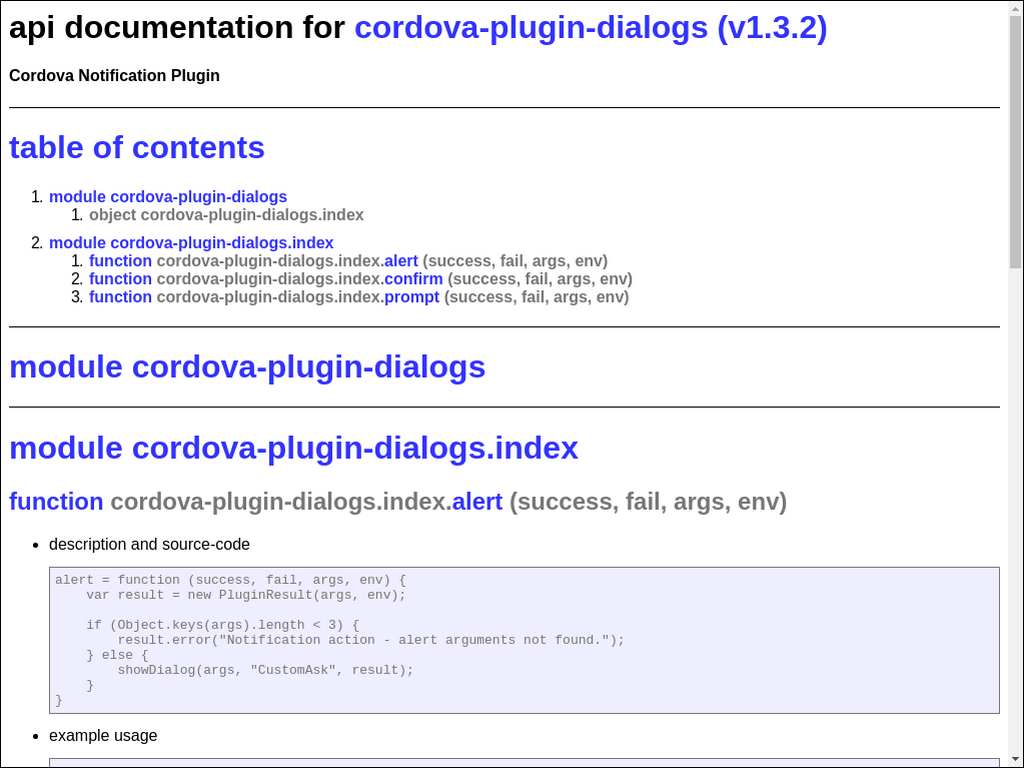 api documentation for cordova-plugin-dialogs (v1.3.2)
Cordova Notification Plugin
table of contents
1. module cordova-plugin-dialogs
1. object cordova-plugin-dialogs.index
2. module cordova-plugin-dialogs.index
1. function cordova-plugin-dialogs.index.alert (success, fail, args, env)
2. function cordova-plugin-dialogs.index.confirm (success, fail, args, env)
3. function cordova-plugin-dialogs.index.prompt (success, fail, args, env)
module cordova-plugin-dialogs
module cordova-plugin-dialogs.index
function cordova-plugin-dialogs.index.alert (success, fail, args, env)
• description and source-code
alert = function (success, fail, args, env) {
    var result = new PluginResult(args, env);
    if (Object.keys(args).length < 3) {
        result.error("Notification action - alert arguments not found.");
    } else {
        showDialog(args, "CustomAsk", result);
    }
}
• example usage